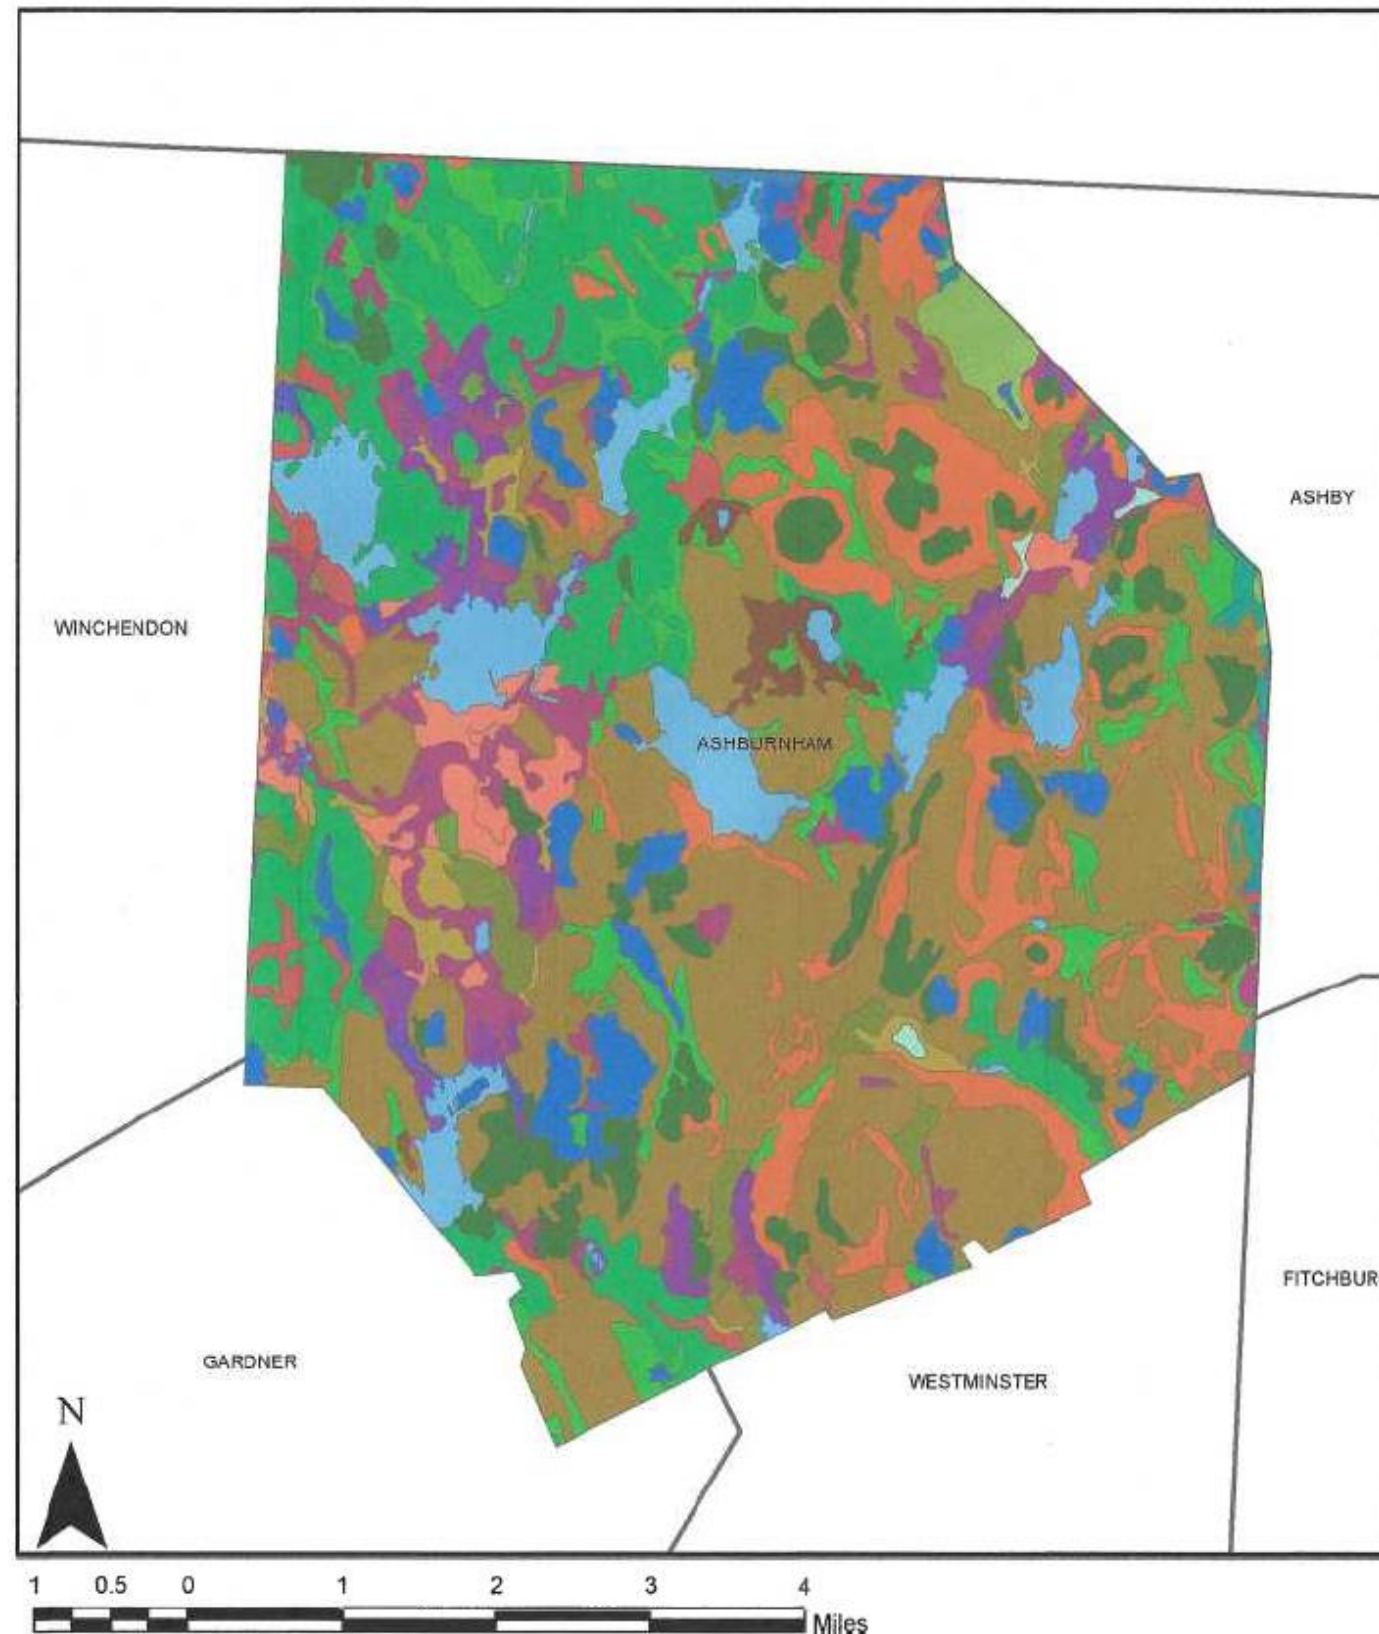 ASHBY
WINCHENDON
ASHBURNHAM
FITCHBUR
GARDNER
WESTMINSTER
N
1 0.5 0 1 2 3 4
Miles